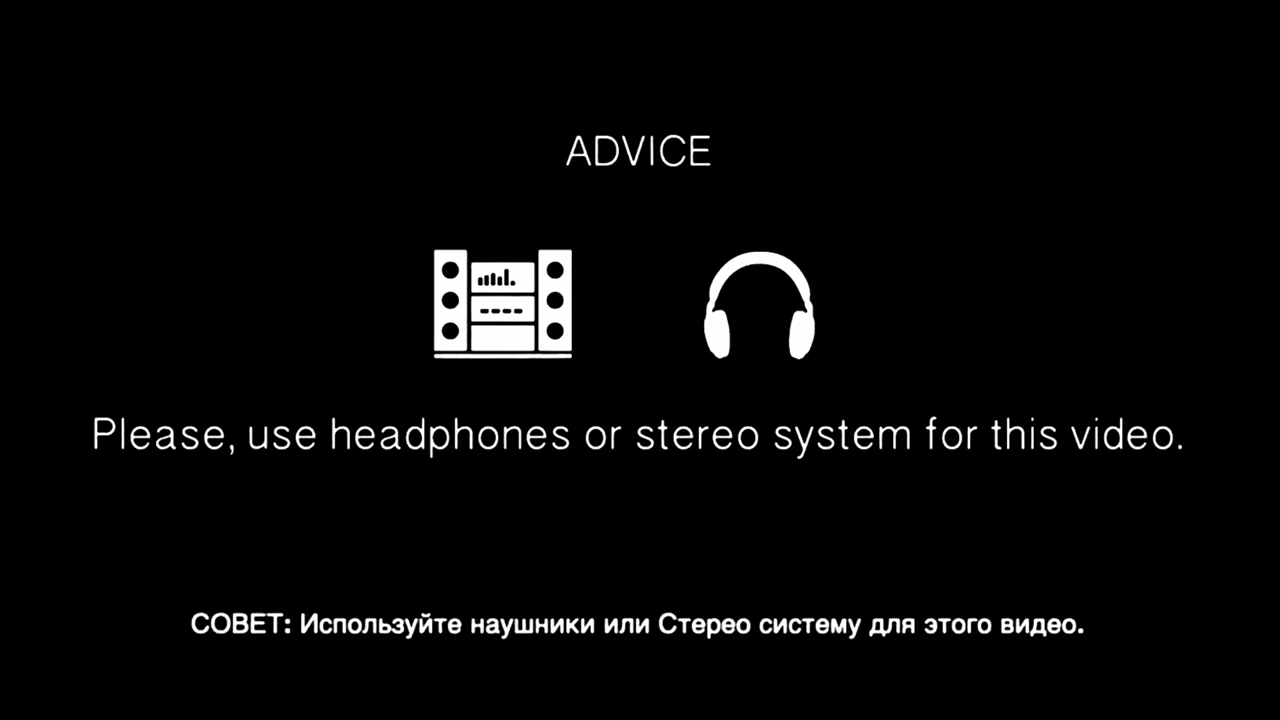 ADVICE
Please, use headphones or stereo system for this video.
СОВЕТ: Используйте наушники или Стерео систему для этого видео.